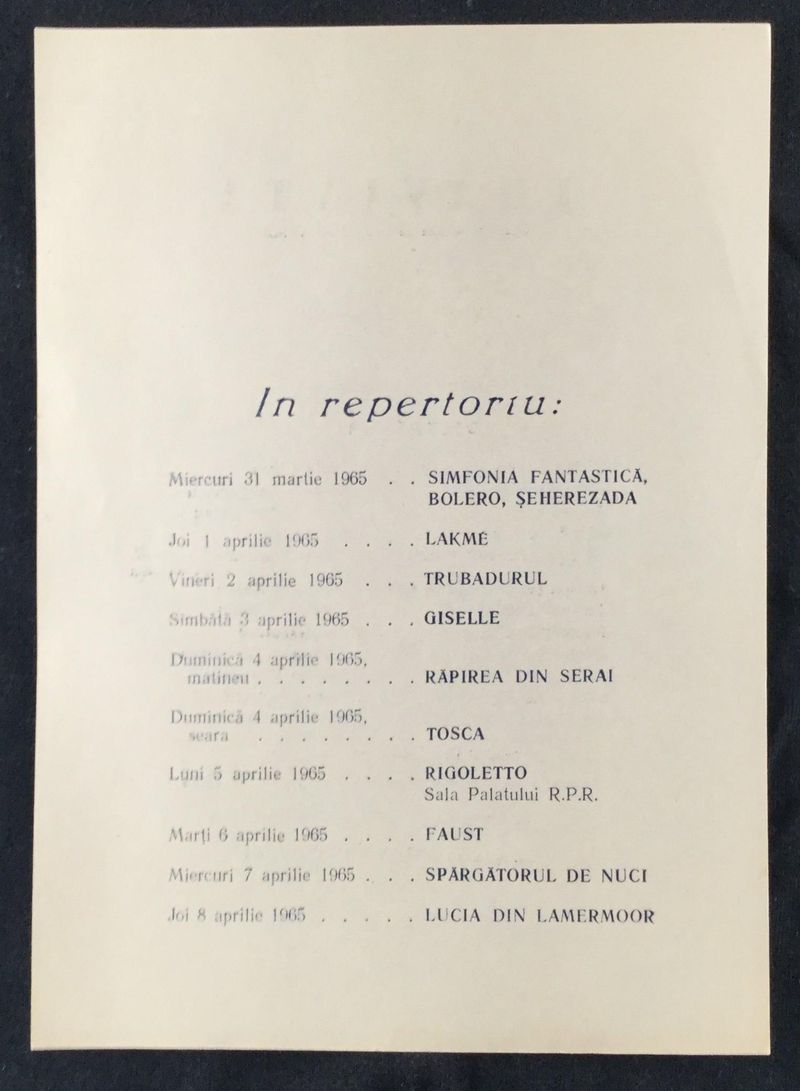 In repertoriu:
Miercuri 31 martie 1965 . . SIMFONIA FANTASTICĂ,
BOLERO, ȘEHEREZADA
Joi 1 aprilie 1965 . . . . LAKMÉ
Vineri 2 aprilie 1965 . . . TRUBADURUL
Sîmbătă 3 aprilie 1965 . . . GISELLE
Duminică 4 aprilie 1965,
matineu . . . . . . . . RĂPIREA DIN SERAI
Duminică 4 aprilie 1965,
seara . . . . . . . . TOSCA
Luni 5 aprilie 1965 . . . . RIGOLETTO
Sala Palatului R.P.R.
Marți 6 aprilie 1965 . . . . FAUST
Miercuri 7 aprilie 1965 . . . SPĂRGĂTORUL DE NUCI
Joi 8 aprilie 1965 . . . . . LUCIA DIN LAMERMOOR